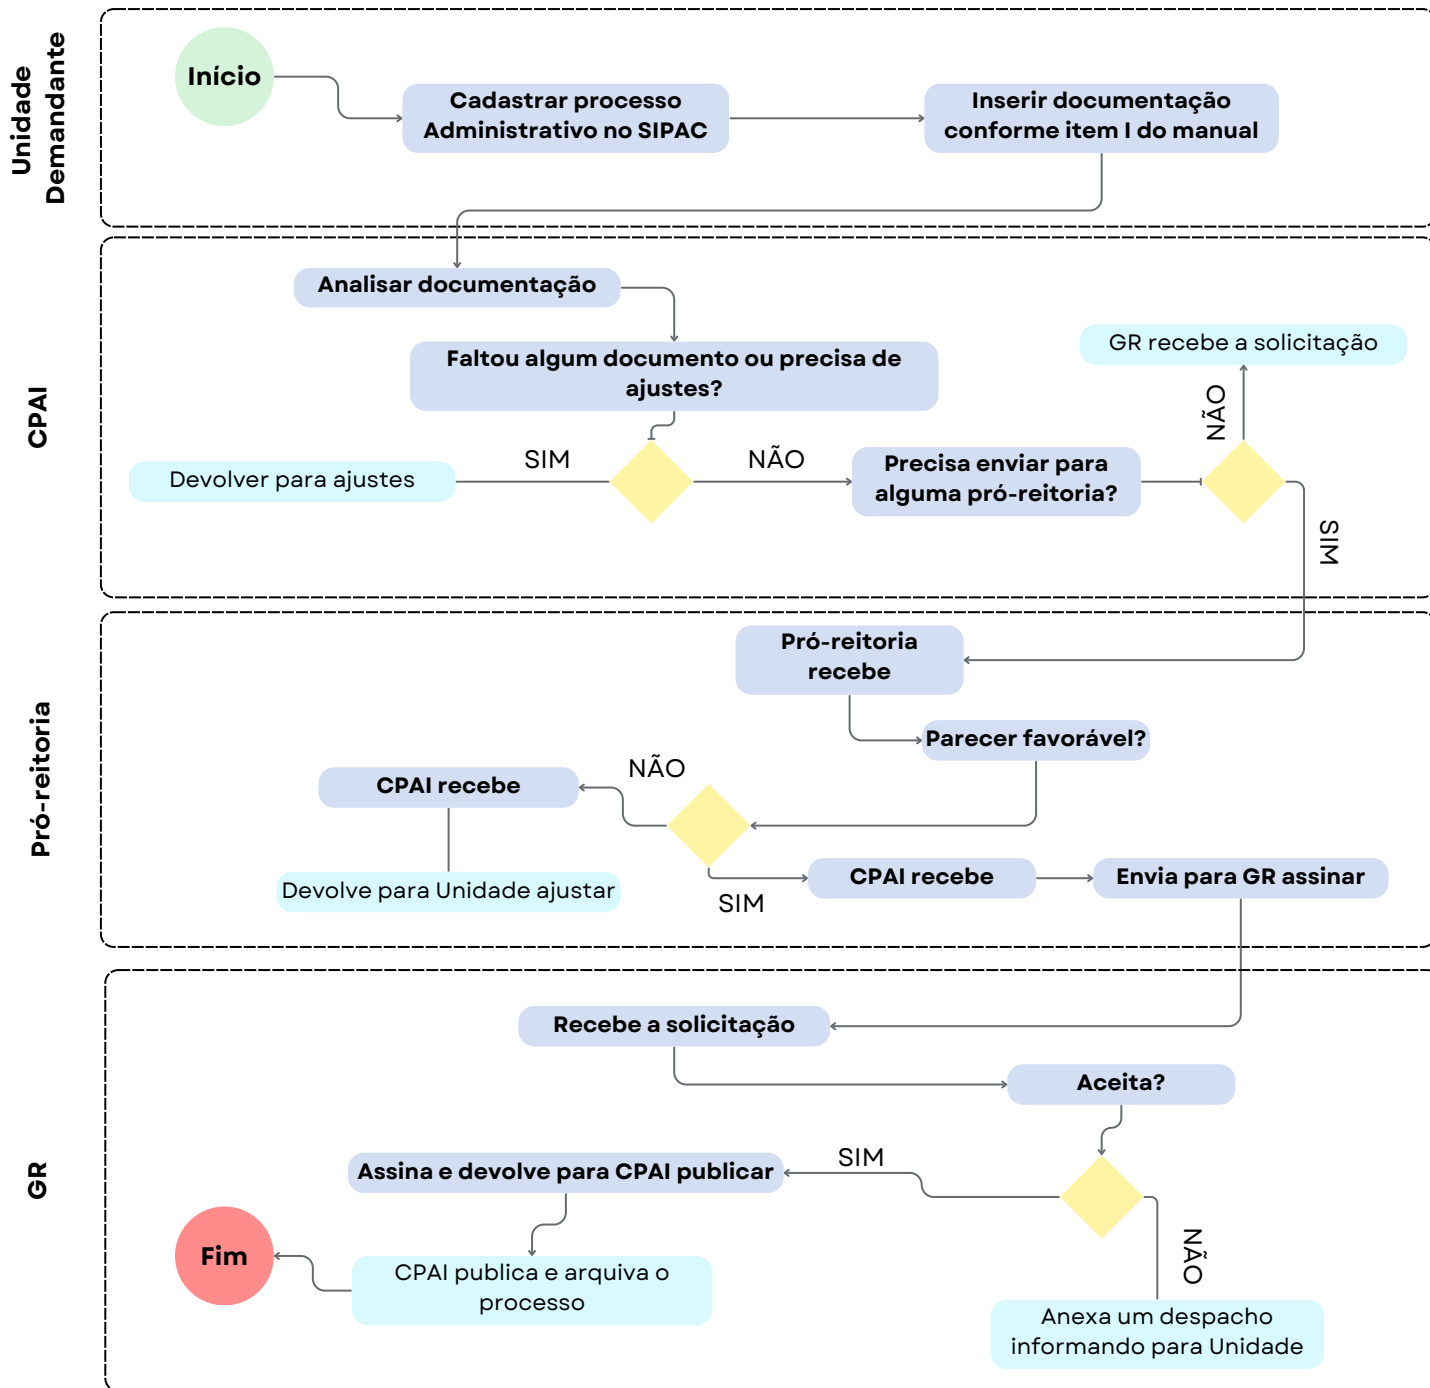 Unidade
Demandante
Início
Cadastrar processo
Administrativo no SIPAC
Inserir documentação
conforme item I do manual
CPAI
Analisar documentação
Faltou algum documento ou precisa de
ajustes?
GR recebe a solicitação
NÃO
SIM
NÃO
Devolver para ajustes
Precisa enviar para
alguma pró-reitoria?
SIM
Pró-reitoria
Pró-reitoria
recebe
Parecer favorável?
NÃO
CPAI recebe
Devolve para Unidade ajustar
SIM
CPAI recebe
Envia para GR assinar
GR
Recebe a solicitação
Aceita?
SIM
Assina e devolve para CPAI publicar
NÃO
Fim
CPAI publica e arquiva o
processo
Anexa um despacho
informando para Unidade